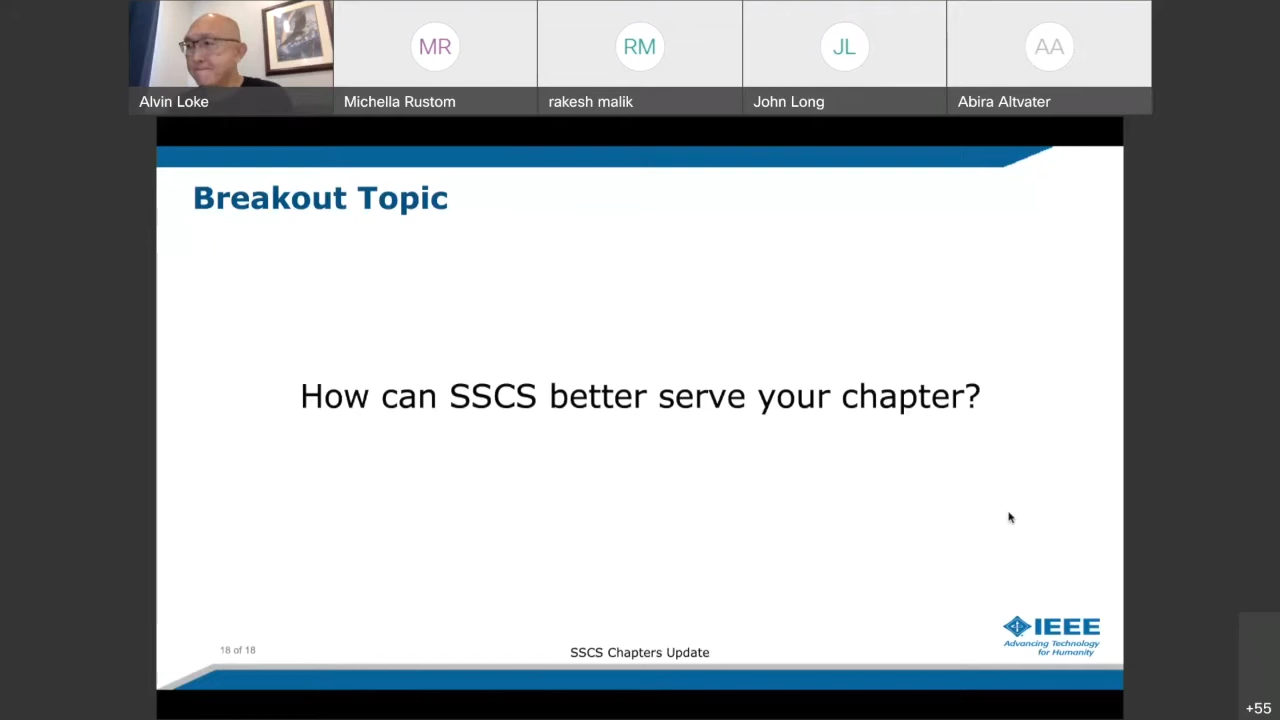 MR
RM
JL
AA
Alvin Loke
Michella Rustom
rakesh malik
John Long
Abira Altvater
Breakout Topic
How can SSCS better serve your chapter?
IEEE
Advancing Technology
for Humanity
18 of 18
SSCS Chapters Update
+55